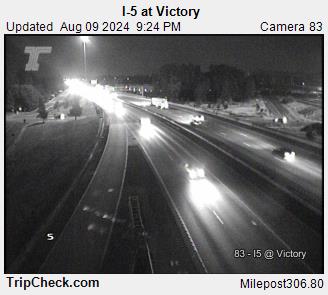 I-5 at Victory
Updated Aug 09 2024 9:24 PM Camera 83
T
S
83 - I5 @ Victory
TripCheck.com Milepost306.80